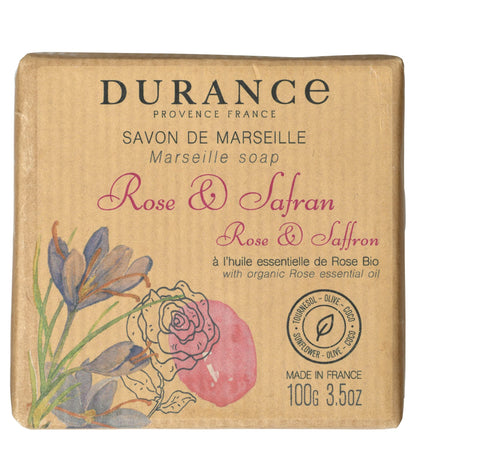 DURANCe
PROVENCE FRANCE
SAVON DE MARSEILLE
Marseille soap
Rose & Safran
Rose & Saffron
à l'huile essentielle de Rose Bio
with organic Rose essential oil
TOURNESOL - OLIVE - COCO
SUNFLOWER - OLIVE - COCO
MADE IN FRANCE
100G 3.5oz